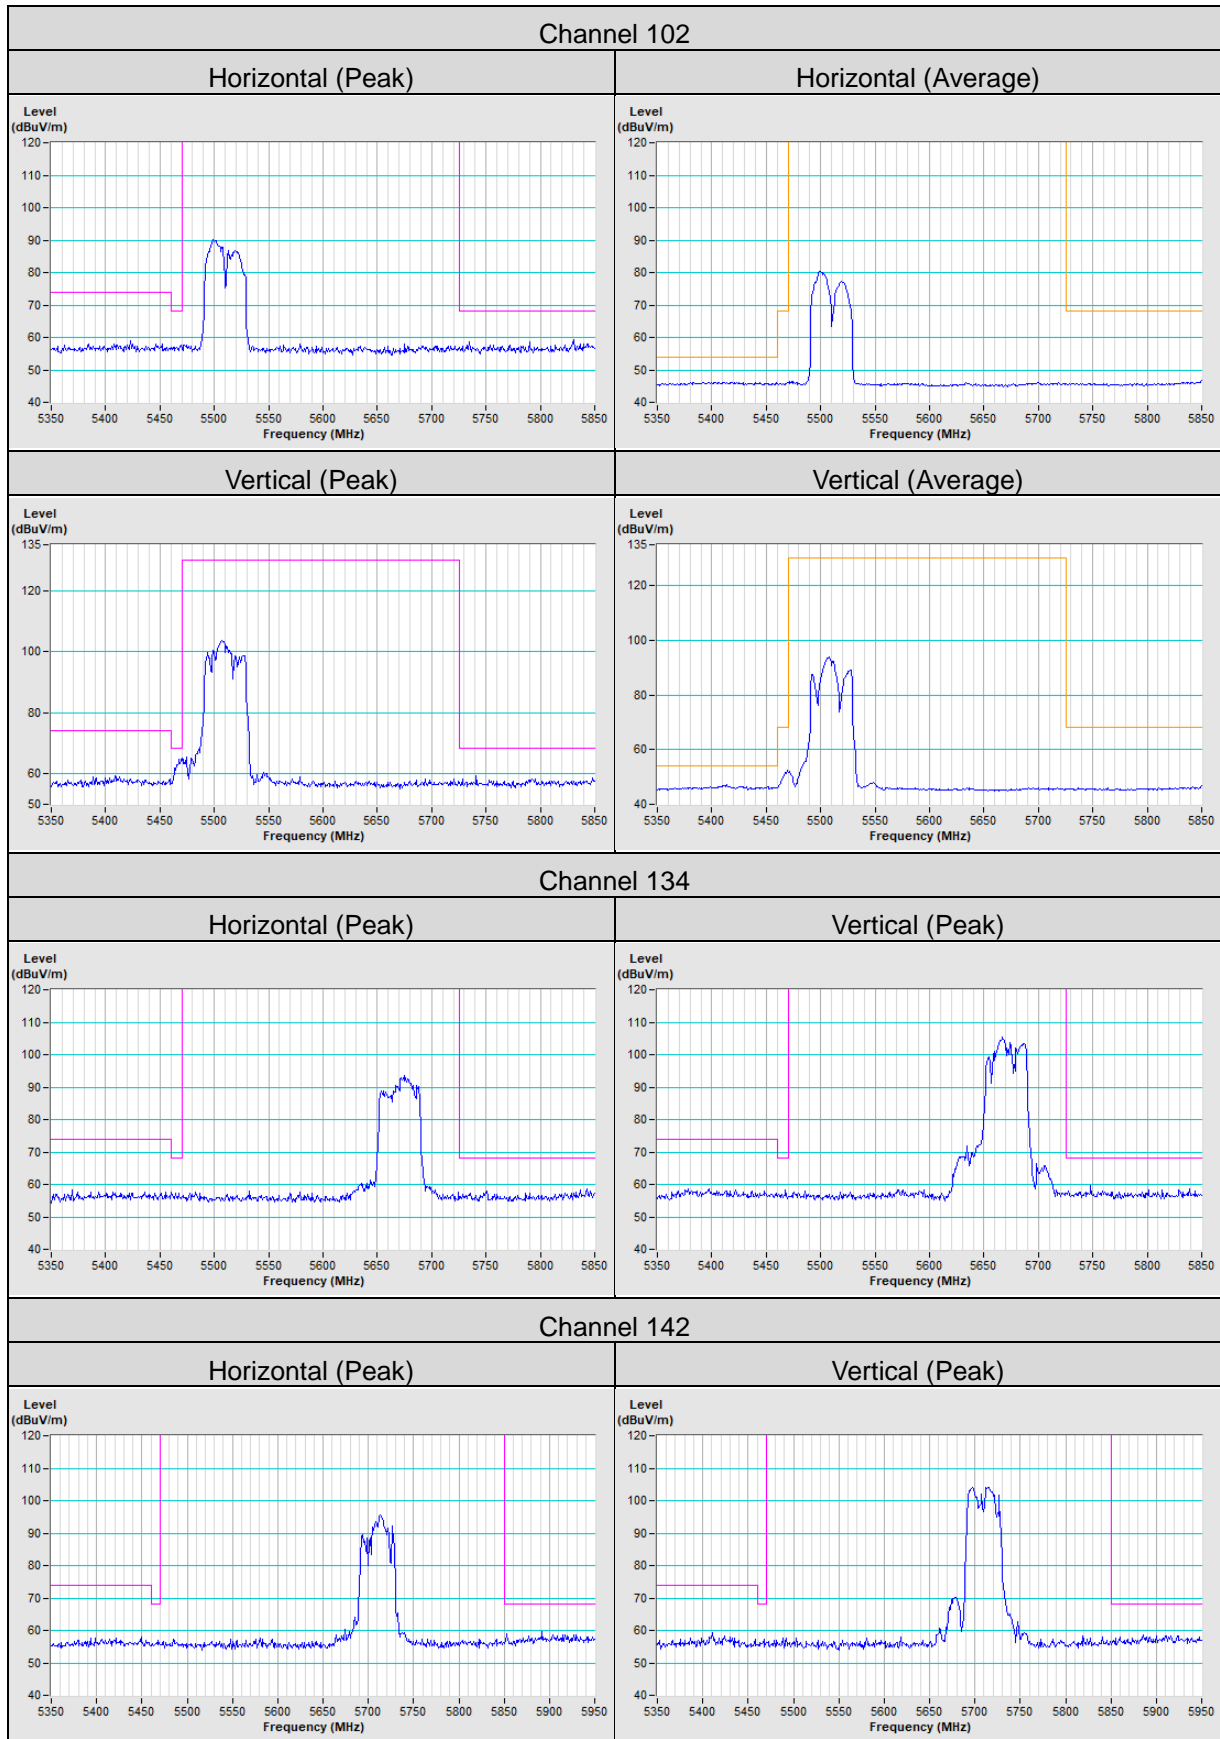 Channel 102
Horizontal (Peak) Horizontal (Average)
Level Level
(dBuV/m) (dBuV/m)
120 120
110 110
100 100
90 90
80 80
70 70
60 60
50 50
40 40
5350 5400 5450 5500 5550 5600 5650 5700 5750 5800 5850 5350 5400 5450 5500 5550 5600 5650 5700 5750 5800 5850
Frequency (MHz) Frequency (MHz)
Vertical (Peak) Vertical (Average)
Level Level
(dBuV/m) (dBuV/m)
135 135
120 120
100 100
80 80
60 60
50 40
5350 5400 5450 5500 5550 5600 5650 5700 5750 5800 5850 5350 5400 5450 5500 5550 5600 5650 5700 5750 5800 5850
Frequency (MHz) Frequency (MHz)
Channel 134
Horizontal (Peak) Vertical (Peak)
Level Level
(dBuV/m) (dBuV/m)
120 120
110 110
100 100
90 90
80 80
70 70
60 60
50 50
40 40
5350 5400 5450 5500 5550 5600 5650 5700 5750 5800 5850 5350 5400 5450 5500 5550 5600 5650 5700 5750 5800 5850
Frequency (MHz) Frequency (MHz)
Channel 142
Horizontal (Peak) Vertical (Peak)
Level Level
(dBuV/m) (dBuV/m)
120 120
110 110
100 100
90 90
80 80
70 70
60 60
50 50
40 40
5350 5400 5450 5500 5550 5600 5650 5700 5750 5800 5850 5900 5950 5350 5400 5450 5500 5550 5600 5650 5700 5750 5800 5850 5900 5950
Frequency (MHz) Frequency (MHz)